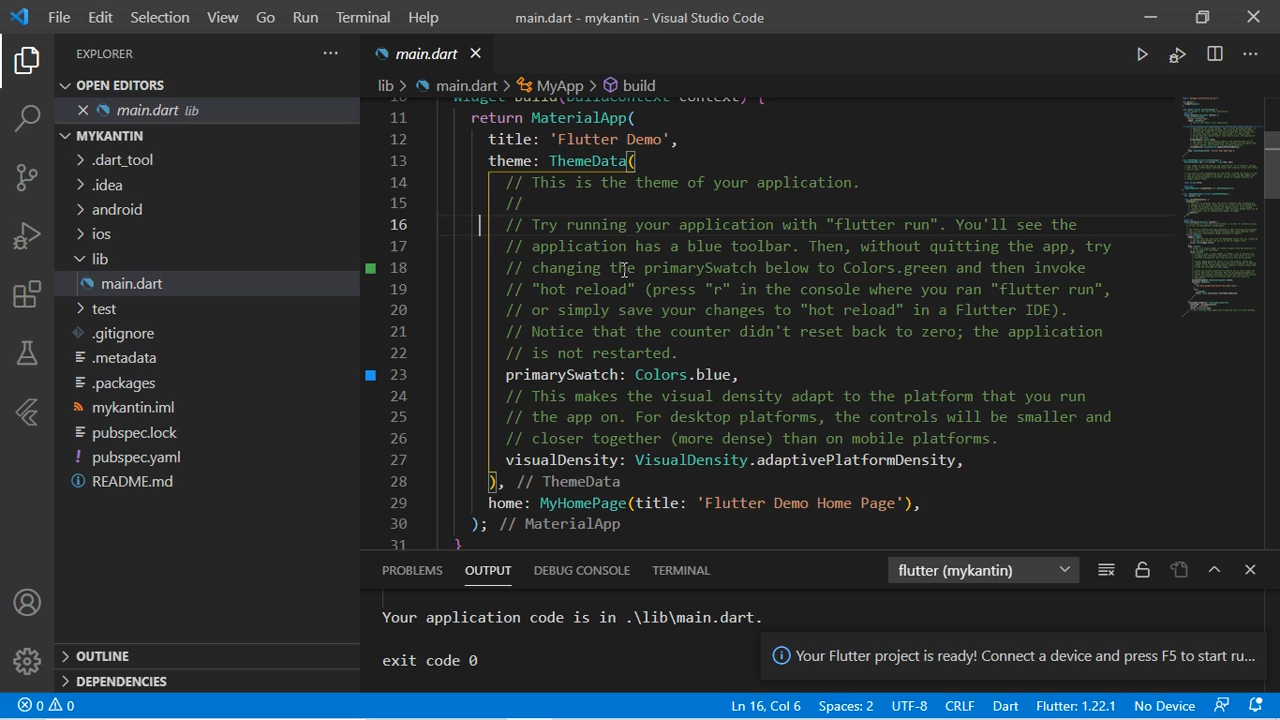 File Edit Selection View Go Run Terminal Help
main.dart - mykantin - Visual Studio Code
EXPLORER
OPEN EDITORS
main.dart lib
MYKANTIN
.dart_tool
.idea
android
ios
lib
main.dart
test
.gitignore
.metadata
.packages
mykantin.iml
pubspec.lock
pubspec.yaml
README.md
OUTLINE
DEPENDENCIES
main.dart
lib > main.dart > MyApp > build
10 Widget build(BuildContext context) {
11 return MaterialApp(
12 title: 'Flutter Demo',
13 theme: ThemeData(
14 // This is the theme of your application.
15 //
16 // Try running your application with "flutter run". You'll see the
17 // application has a blue toolbar. Then, without quitting the app, try
18 // changing the primarySwatch below to Colors.green and then invoke
19 // "hot reload" (press "r" in the console where you ran "flutter run",
20 // or simply save your changes to "hot reload" in a Flutter IDE).
21 // Notice that the counter didn't reset back to zero; the application
22 // is not restarted.
23 primarySwatch: Colors.blue,
24 // This makes the visual density adapt to the platform that you run
25 // the app on. For desktop platforms, the controls will be smaller and
26 // closer together (more dense) than on mobile platforms.
27 visualDensity: VisualDensity.adaptivePlatformDensity,
28 ), // ThemeData
29 home: MyHomePage(title: 'Flutter Demo Home Page'),
30 ); // MaterialApp
31 }
PROBLEMS OUTPUT DEBUG CONSOLE TERMINAL
flutter (mykantin)
Your application code is in .\lib\main.dart.
exit code 0
Your Flutter project is ready! Connect a device and press F5 to start ru...
0 0
Ln 16, Col 6 Spaces: 2 UTF-8 CRLF Dart Flutter: 1.22.1 No Device